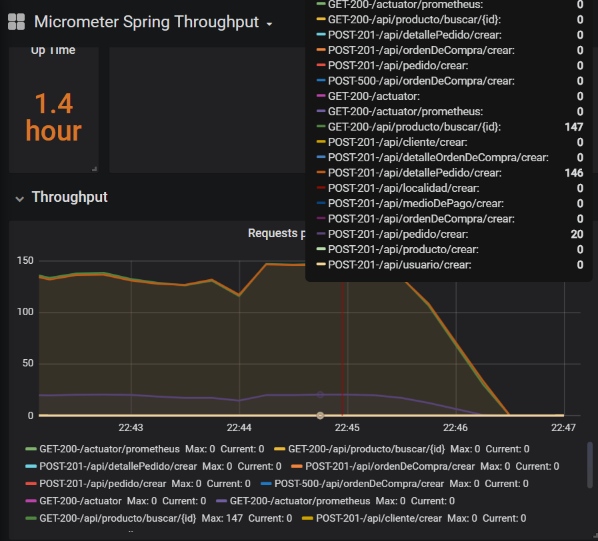 Micrometer Spring Throughput
Up Time
1.4
hour
GET-200-/actuator/prometheus: 0
GET-200-/api/producto/buscar/{id}: 0
POST-201-/api/detallePedido/crear: 0
POST-201-/api/ordenDeCompra/crear: 0
POST-201-/api/pedido/crear: 0
POST-500-/api/ordenDeCompra/crear: 0
GET-200-/actuator: 0
GET-200-/actuator/prometheus: 0
GET-200-/api/producto/buscar/{id}: 147
POST-201-/api/cliente/crear: 0
POST-201-/api/detalleOrdenDeCompra/crear: 0
POST-201-/api/detallePedido/crear: 146
POST-201-/api/localidad/crear: 0
POST-201-/api/medioDePago/crear: 0
POST-201-/api/ordenDeCompra/crear: 0
POST-201-/api/pedido/crear: 20
POST-201-/api/producto/crear: 0
POST-201-/api/usuario/crear: 0
Throughput
Requests p
150
100
50
0
22:43 22:44 22:45 22:46 22:47
GET-200-/actuator/prometheus Max: 0 Current: 0 GET-200-/api/producto/buscar/{id} Max: 0 Current: 0
POST-201-/api/detallePedido/crear Max: 0 Current: 0 POST-201-/api/ordenDeCompra/crear Max: 0 Current: 0
POST-201-/api/pedido/crear Max: 0 Current: 0 POST-500-/api/ordenDeCompra/crear Max: 0 Current: 0
GET-200-/actuator Max: 0 Current: 0 GET-200-/actuator/prometheus Max: 0 Current: 0
GET-200-/api/producto/buscar/{id} Max: 147 Current: 0 POST-201-/api/cliente/crear Max: 0 Current: 0